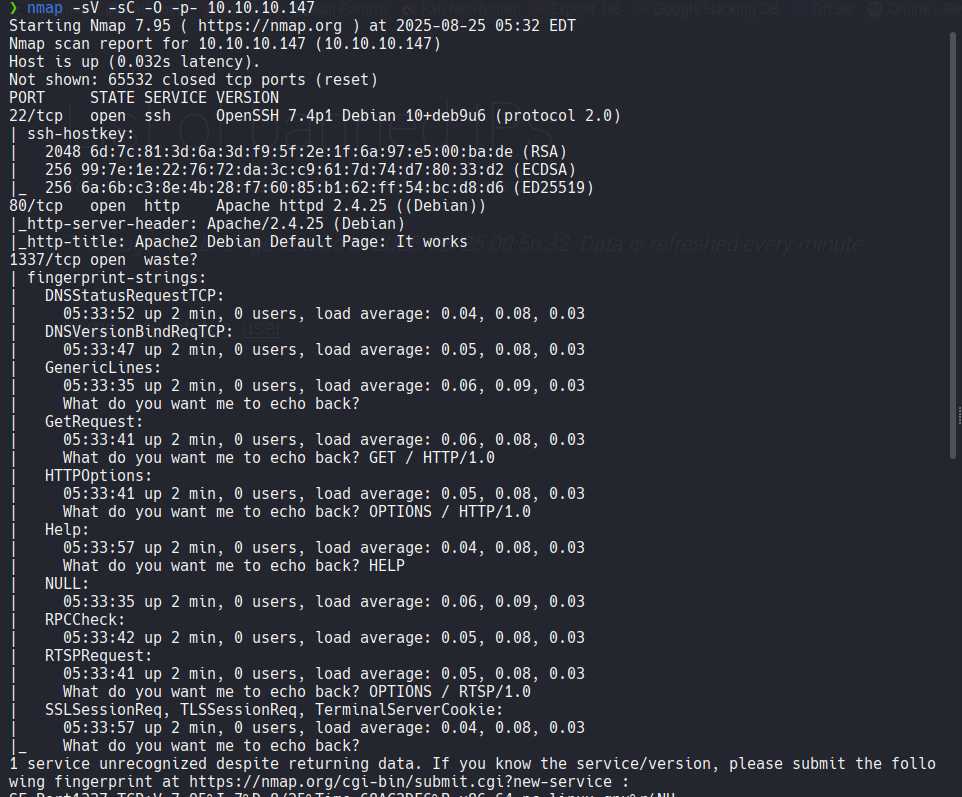 ❯ nmap -sV -sC -O -p- 10.10.10.147
Starting Nmap 7.95 ( https://nmap.org ) at 2025-08-25 05:32 EDT
Nmap scan report for 10.10.10.147 (10.10.10.147)
Host is up (0.032s latency).
Not shown: 65532 closed tcp ports (reset)
PORT     STATE SERVICE VERSION
22/tcp   open  ssh     OpenSSH 7.4p1 Debian 10+deb9u6 (protocol 2.0)
| ssh-hostkey:
|   2048 6d:7c:81:3d:6a:3d:f9:5f:2e:1f:6a:97:e5:00:ba:de (RSA)
|   256 99:7e:1e:22:76:72:da:3c:c9:61:7d:74:d7:80:33:d2 (ECDSA)
|_  256 6a:6b:c3:8e:4b:28:f7:60:85:b1:62:ff:54:bc:d8:d6 (ED25519)
80/tcp   open  http    Apache httpd 2.4.25 ((Debian))
|_http-server-header: Apache/2.4.25 (Debian)
|_http-title: Apache2 Debian Default Page: It works
00:56:32. Data is refreshed every minute.
1337/tcp open  waste?
| fingerprint-strings:
|   DNSStatusRequestTCP:
|     05:33:52 up 2 min, 0 users, load average: 0.04, 0.08, 0.03
|   DNSVersionBindReqTCP:
user
|     05:33:47 up 2 min, 0 users, load average: 0.05, 0.08, 0.03
|   GenericLines:
|     05:33:35 up 2 min, 0 users, load average: 0.06, 0.09, 0.03
|     What do you want me to echo back?
|   GetRequest:
|     05:33:41 up 2 min, 0 users, load average: 0.06, 0.08, 0.03
|     What do you want me to echo back? GET / HTTP/1.0
|   HTTPOptions:
|     05:33:41 up 2 min, 0 users, load average: 0.05, 0.08, 0.03
|     What do you want me to echo back? OPTIONS / HTTP/1.0
|   Help:
|     05:33:57 up 2 min, 0 users, load average: 0.04, 0.08, 0.03
|     What do you want me to echo back? HELP
|   NULL:
|     05:33:35 up 2 min, 0 users, load average: 0.06, 0.09, 0.03
|   RPCCheck:
|     05:33:42 up 2 min, 0 users, load average: 0.05, 0.08, 0.03
|   RTSPRequest:
|     05:33:41 up 2 min, 0 users, load average: 0.05, 0.08, 0.03
|     What do you want me to echo back? OPTIONS / RTSP/1.0
|   SSLSessionReq, TLSSessionReq, TerminalServerCookie:
|     05:33:57 up 2 min, 0 users, load average: 0.04, 0.08, 0.03
|_    What do you want me to echo back?
1 service unrecognized despite returning data. If you know the service/version, please submit the follo
wing fingerprint at https://nmap.org/cgi-bin/submit.cgi?new-service :